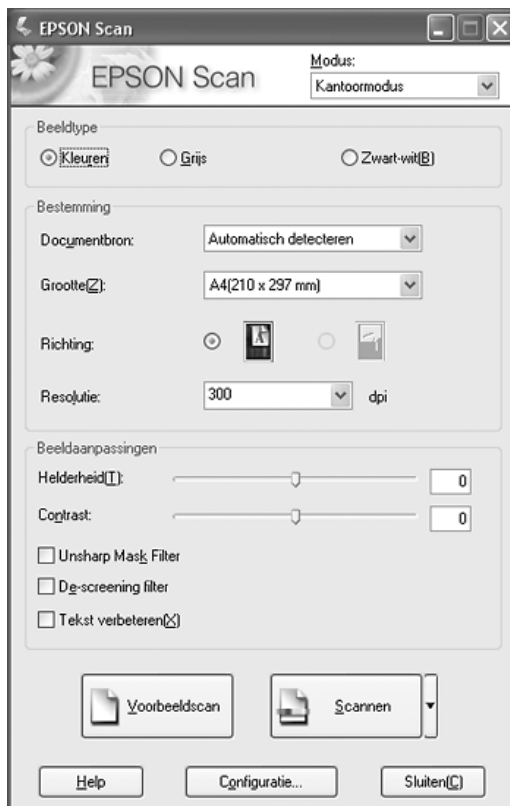 EPSON Scan
EPSON Scan
Modus:
Kantoormodus
Beeldtype
Kleuren
Grijs
Zwart-wit(B)
Bestemming
Documentbron:
Automatisch detecteren
Grootte(Z):
A4(210 x 297 mm)
Richting:
Resolutie:
300
dpi
Beeldaanpassingen
Helderheid(T):
0
Contrast:
0
Unsharp Mask Filter
De-screening filter
Tekst verbeteren(X)
Voorbeeldscan
Scannen
Help
Configuratie...
Sluiten(C)